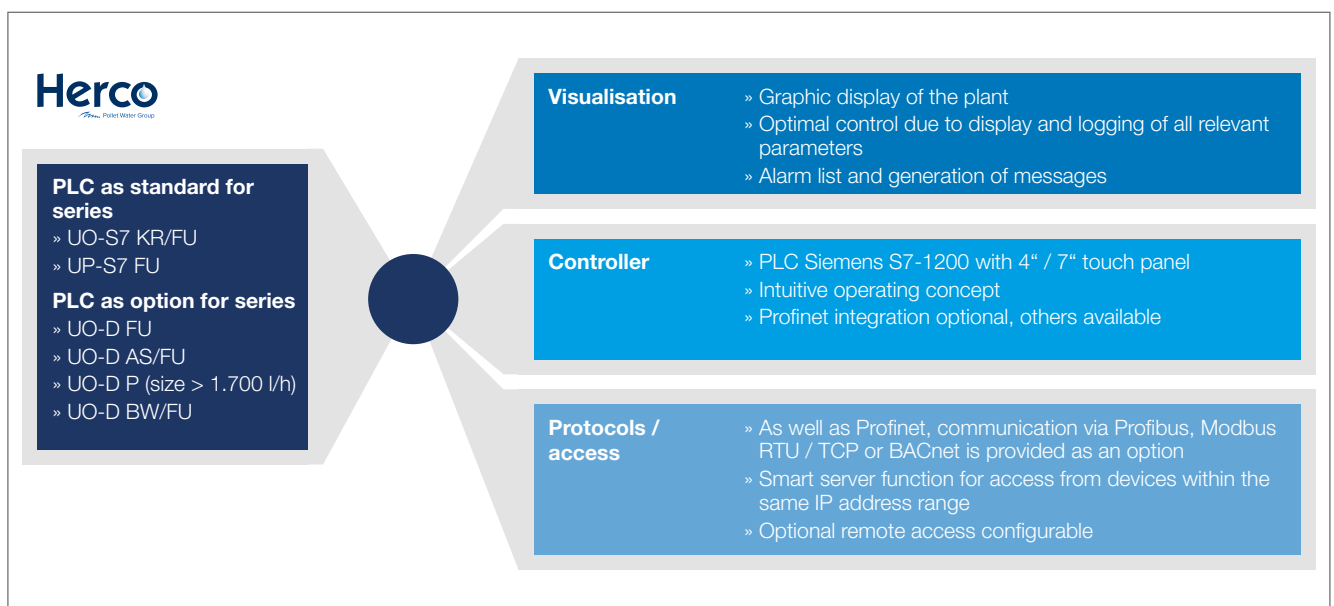 Herco
Pollet Water Group
PLC as standard for
series
» UO-S7 KR/FU
» UP-S7 FU
PLC as option for series
» UO-D FU
» UO-D AS/FU
» UO-D P (size > 1.700 l/h)
» UO-D BW/FU
Visualisation
» Graphic display of the plant
» Optimal control due to display and logging of all relevant
parameters
» Alarm list and generation of messages
Controller
» PLC Siemens S7-1200 with 4“ / 7“ touch panel
» Intuitive operating concept
» Profinet integration optional, others available
Protocols /
access
» As well as Profinet, communication via Profibus, Modbus
RTU / TCP or BACnet is provided as an option
» Smart server function for access from devices within the
same IP address range
» Optional remote access configurable